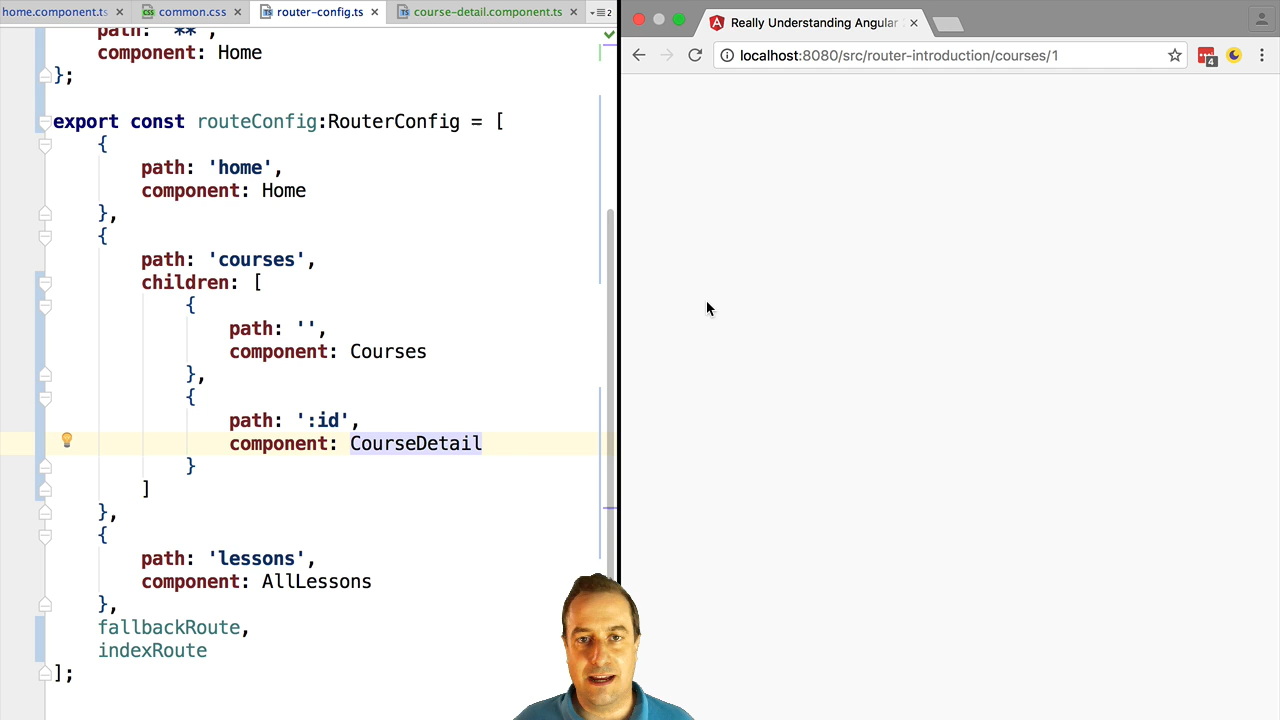 home.component.ts
common.css
router-config.ts
course-detail.component.ts
2
path: '**',
component: Home
};
export const routeConfig:RouterConfig = [
{
path: 'home',
component: Home
},
{
path: 'courses',
children: [
{
path: '',
component: Courses
},
{
path: ':id',
component: CourseDetail
}
]
},
{
path: 'lessons',
component: AllLessons
},
fallbackRoute,
indexRoute
];
Really Understanding Angular
localhost:8080/src/router-introduction/courses/1
4